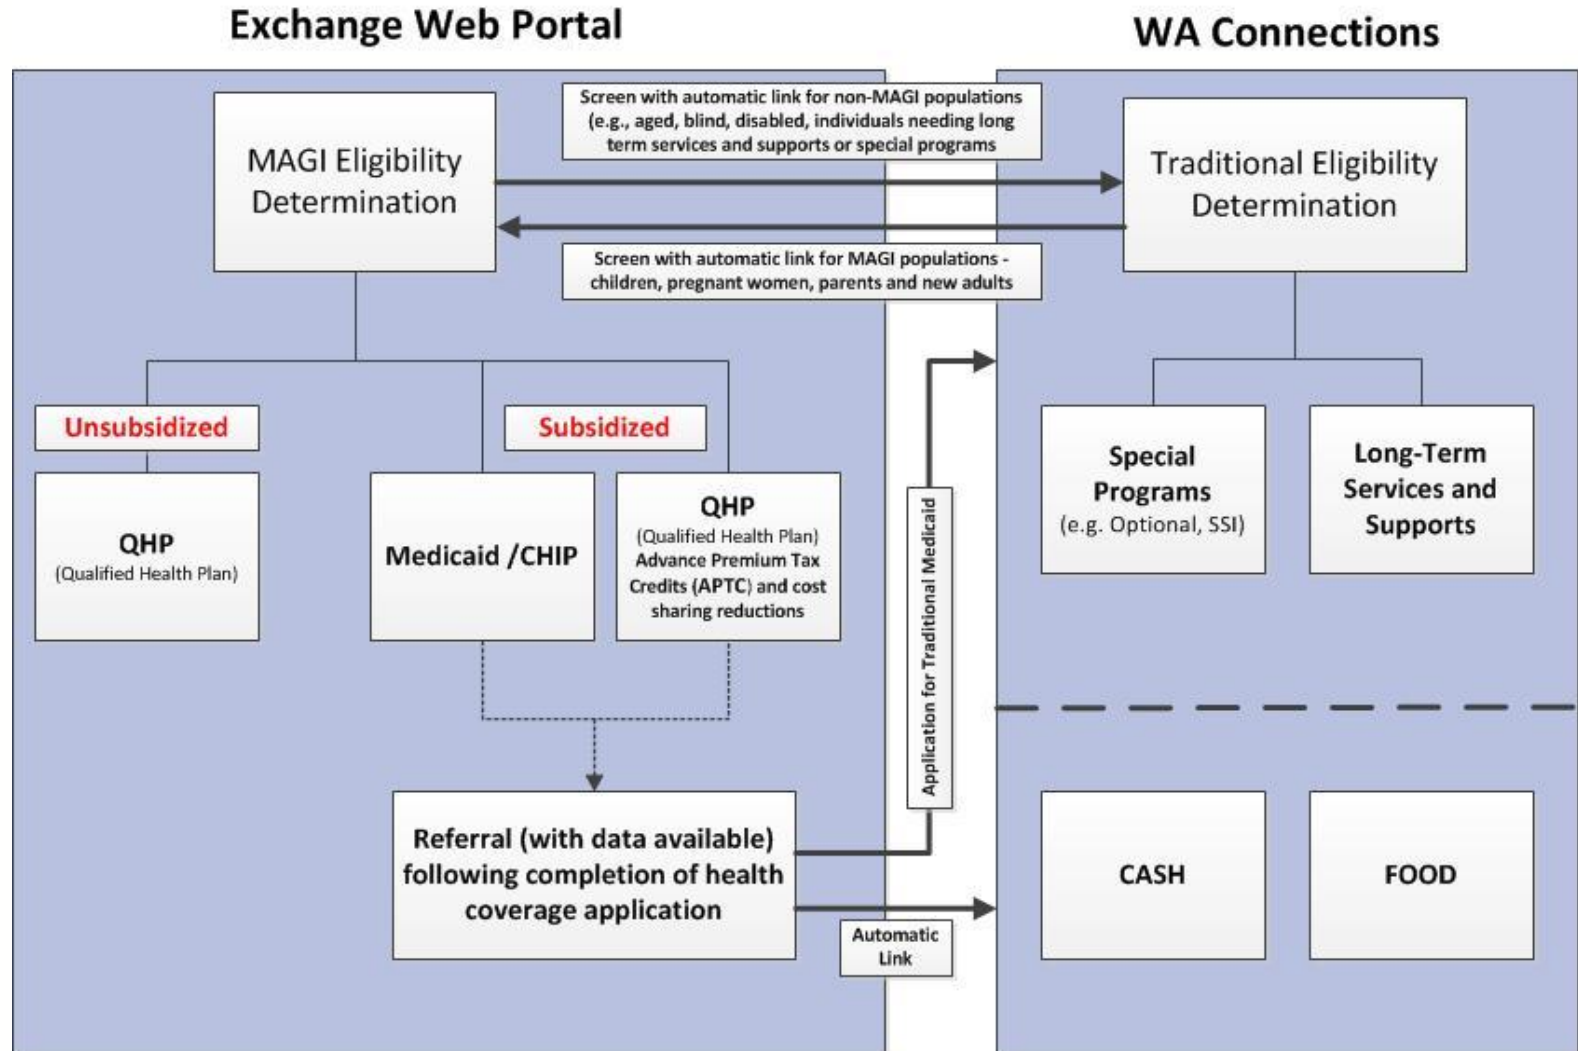 Exchange Web Portal
WA Connections
MAGI Eligibility
Determination
Screen with automatic link for non-MAGI populations
(e.g., aged, blind, disabled, individuals needing long
term services and supports or special programs
Traditional Eligibility
Determination
Screen with automatic link for MAGI populations -
children, pregnant women, parents and new adults
Unsubsidized
Subsidized
QHP
(Qualified Health Plan)
Medicaid /CHIP
QHP
(Qualified Health Plan)
Advance Premium Tax
Credits (APTC) and cost
sharing reductions
Application for Traditional Medicaid
Special
Programs
(e.g. Optional, SSI)
Long-Term
Services and
Supports
Referral (with data available)
following completion of health
coverage application
Automatic
Link
CASH
FOOD